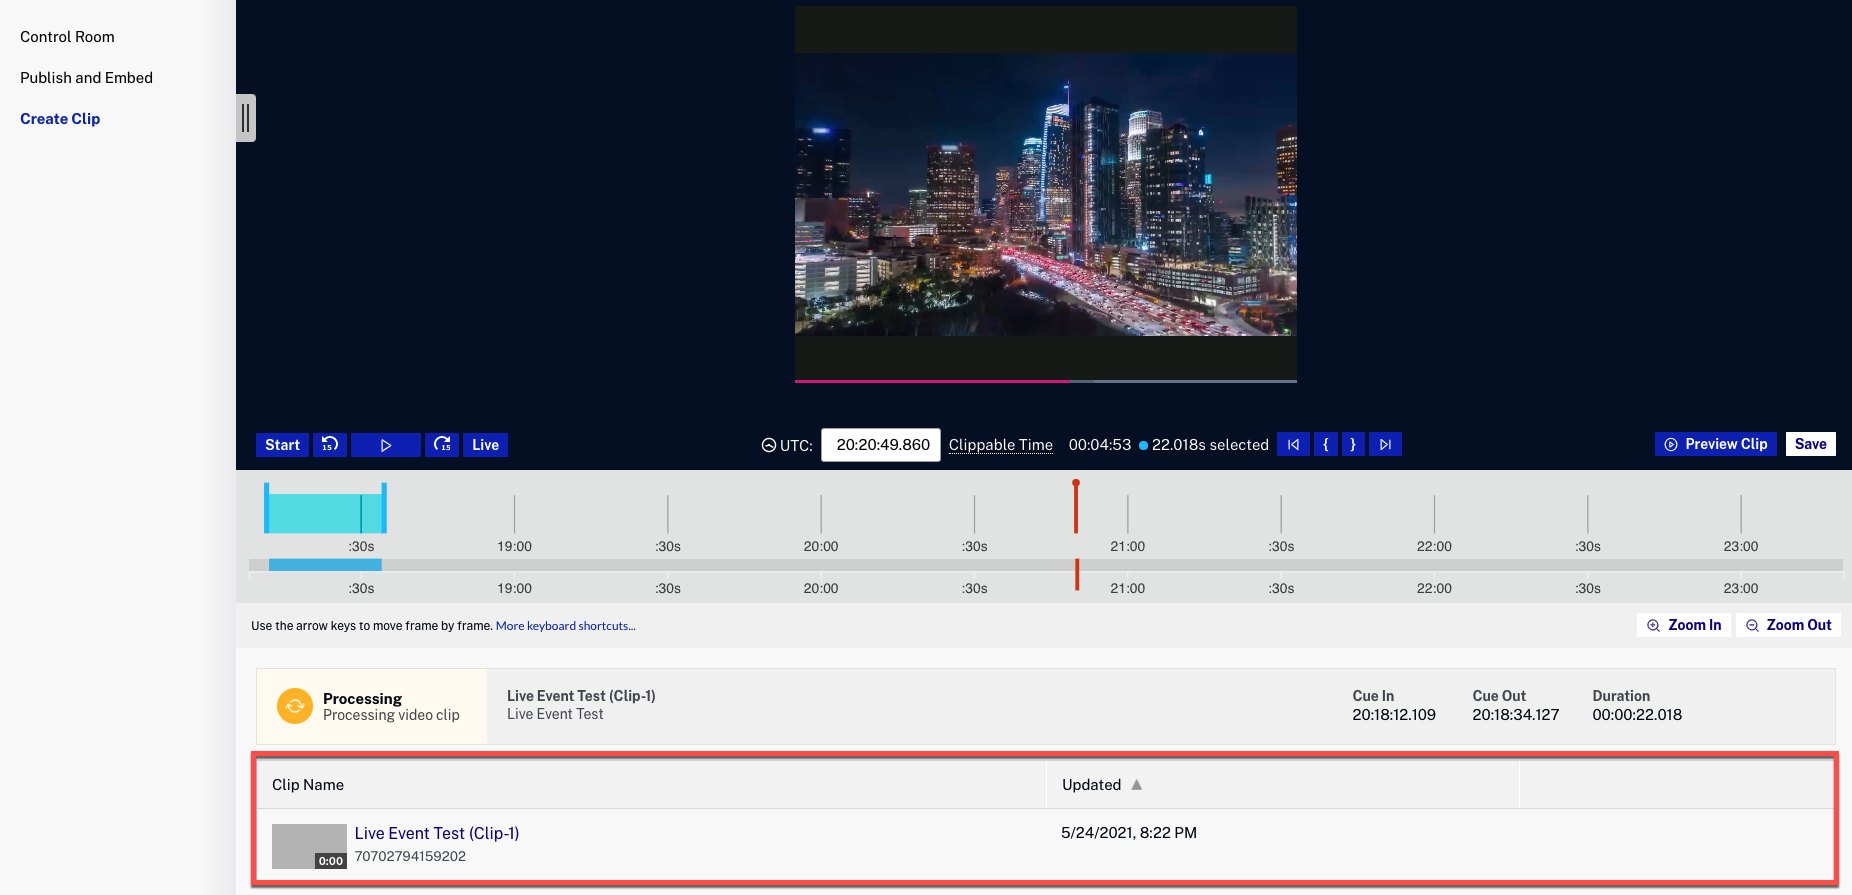 Control Room
Publish and Embed
Create Clip
Start
15
15
Live
UTC:
20:20:49.860
Clippable Time
00:04:53
22.018s selected
{
}
Preview Clip
Save
:30s 19:00 :30s 20:00 :30s 21:00 :30s 22:00 :30s 23:00
:30s 19:00 :30s 20:00 :30s 21:00 :30s 22:00 :30s 23:00
Use the arrow keys to move frame by frame. More keyboard shortcuts...
Zoom In
Zoom Out
Processing
Processing video clip
Live Event Test (Clip-1)
Live Event Test
Cue In
20:18:12.109
Cue Out
20:18:34.127
Duration
00:00:22.018
Clip Name
Updated
0:00
Live Event Test (Clip-1)
70702794159202
5/24/2021, 8:22 PM